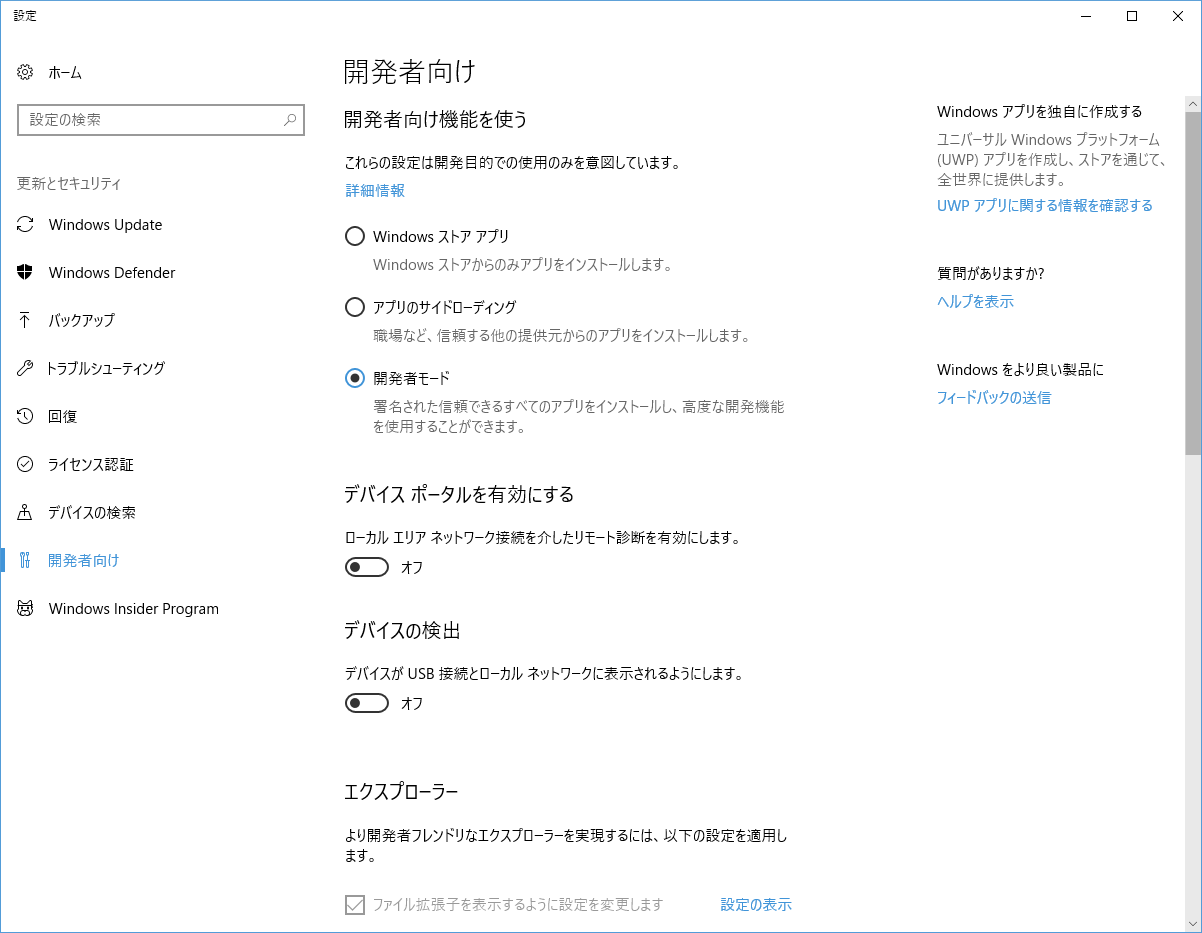 設定
ホーム
設定の検索
更新とセキュリティ
Windows Update
Windows Defender
バックアップ
トラブルシューティング
回復
ライセンス認証
デバイスの検索
開発者向け
Windows Insider Program
開発者向け
開発者向け機能を使う
これらの設定は開発目的での使用のみを意図しています。
詳細情報
Windows ストア アプリ
Windows ストアからのみアプリをインストールします。
アプリのサイドローディング
職場など、信頼する他の提供元からのアプリをインストールします。
開発者モード
署名された信頼できるすべてのアプリをインストールし、高度な開発機能
を使用することができます。
デバイス ポータルを有効にする
ローカル エリア ネットワーク接続を介したリモート診断を有効にします。
オフ
デバイスの検出
デバイスが USB 接続とローカル ネットワークに表示されるようにします。
オフ
エクスプローラー
より開発者フレンドリなエクスプローラーを実現するには、以下の設定を適用し
ます。
ファイル拡張子を表示するように設定を変更します
設定の表示
Windows アプリを独自に作成する
ユニバーサル Windows プラットフォーム
(UWP) アプリを作成し、ストアを通じて、
全世界に提供します。
UWP アプリに関する情報を確認する
質問がありますか?
ヘルプを表示
Windows をより良い製品に
フィードバックの送信